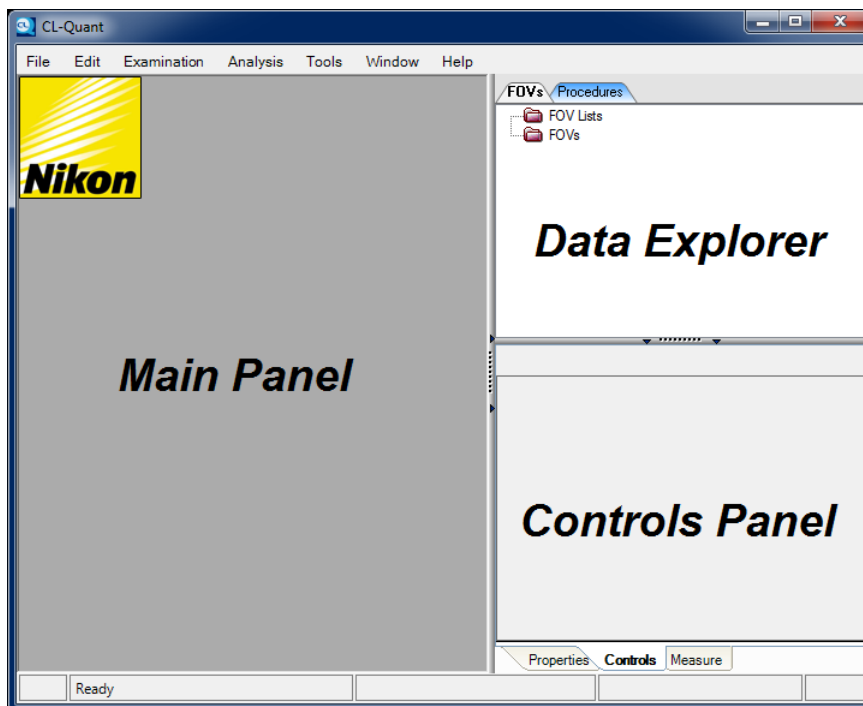 CL-Quant
File Edit Examination Analysis Tools Window Help
Nikon
FOVs Procedures
FOV Lists
FOVs
Data Explorer
Main Panel
Controls Panel
Properties Controls Measure
Ready